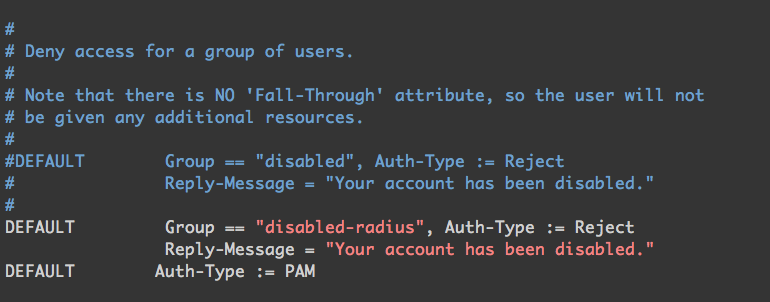 #
# Deny access for a group of users.
#
# Note that there is NO 'Fall-Through' attribute, so the user will not
# be given any additional resources.
#
#DEFAULT        Group == "disabled", Auth-Type := Reject
#               Reply-Message = "Your account has been disabled."
#
DEFAULT         Group == "disabled-radius", Auth-Type := Reject
                Reply-Message = "Your account has been disabled."
DEFAULT        Auth-Type := PAM